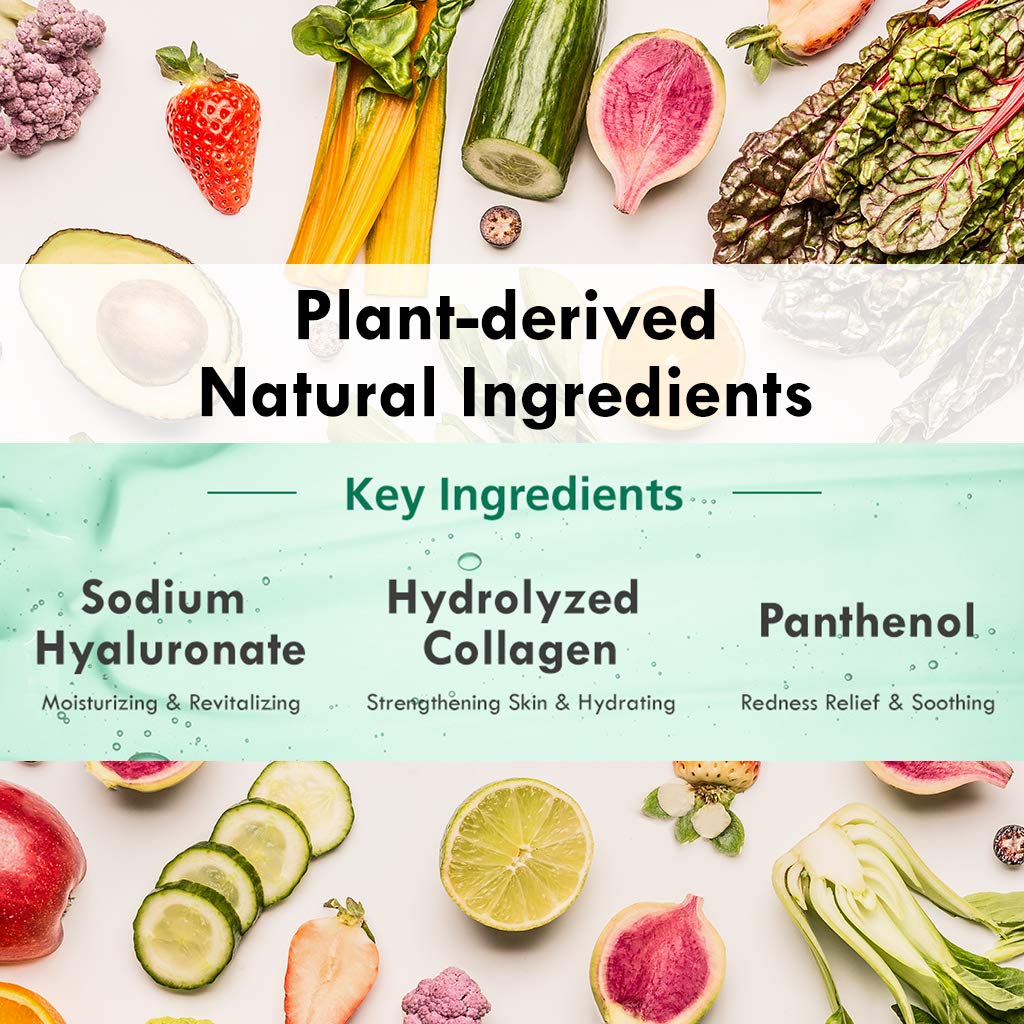 Plant-derived
Natural Ingredients
Key Ingredients
Sodium
Hyaluronate
Moisturizing & Revitalizing
Hydrolyzed
Collagen
Strengthening Skin & Hydrating
Panthenol
Redness Relief & Soothing